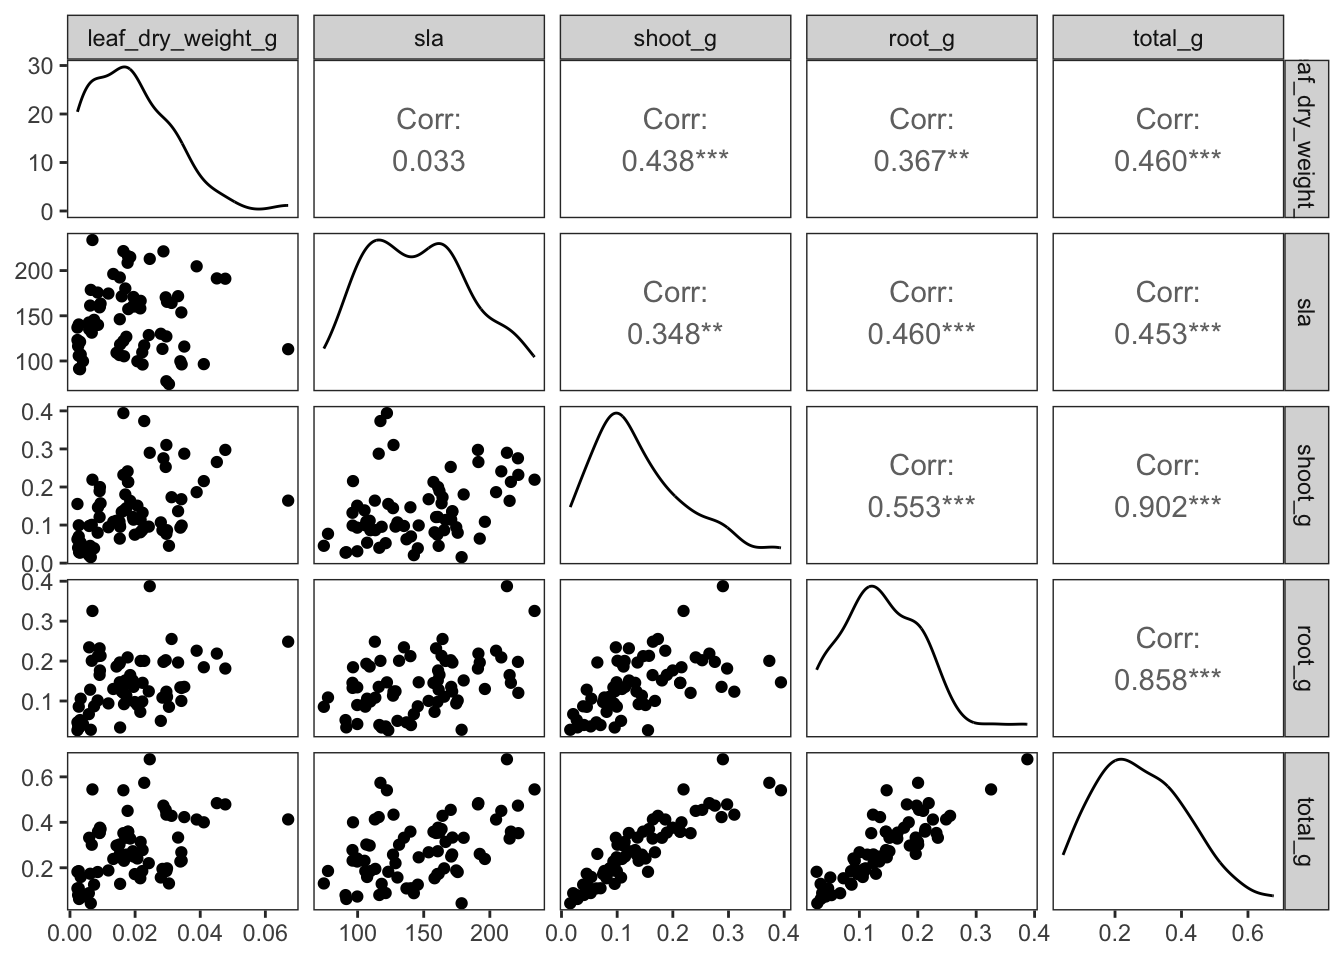 leaf_dry_weight_g sla shoot_g root_g total_g
30
20
10
0
Corr:
0.033
Corr:
0.438***
Corr:
0.367**
Corr:
0.460***
af_dry_weight_
200
150
100
Corr:
0.348**
Corr:
0.460***
Corr:
0.453***
sla
0.4
0.3
0.2
0.1
0.0
Corr:
0.553***
Corr:
0.902***
shoot_g
0.4
0.3
0.2
0.1
Corr:
0.858***
root_g
0.6
0.4
0.2
total_g
0.00 0.02 0.04 0.06
100 150 200
0.0 0.1 0.2 0.3 0.4
0.1 0.2 0.3 0.4
0.2 0.4 0.6